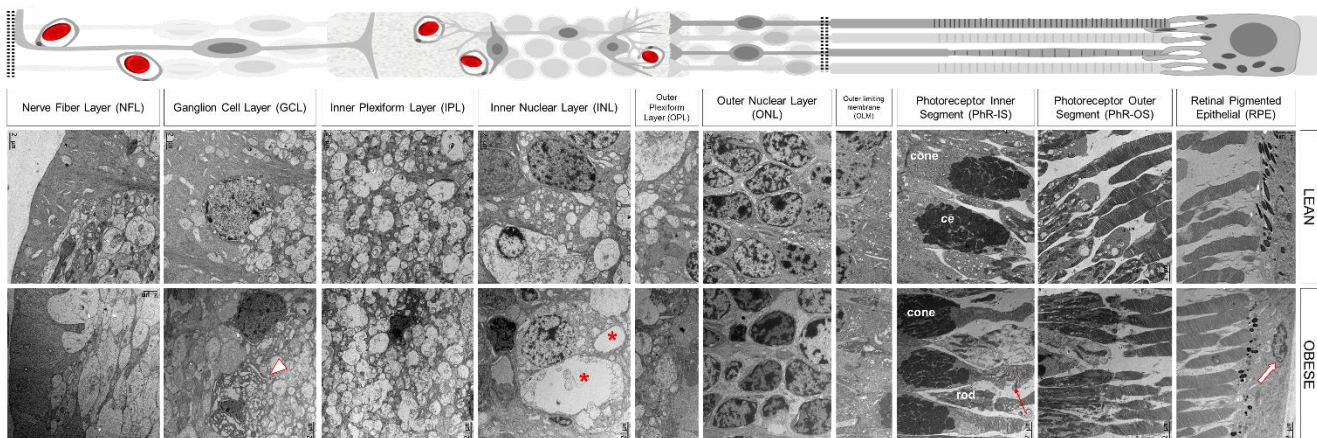 Nerve Fiber Layer (NFL)
Ganglion Cell Layer (GCL)
Inner Plexiform Layer (IPL)
Inner Nuclear Layer (INL)
Outer
Plexiform
Layer (OPL)
Outer Nuclear Layer
(ONL)
Outer limiting
membrane (OLM)
Photoreceptor Inner
Segment (PhR-IS)
Photoreceptor Outer
Segment (PhR-OS)
Retinal Pigmented
Epithelial (RPE)
cone
ce
LEAN
*
*
cone
rod
OBESE